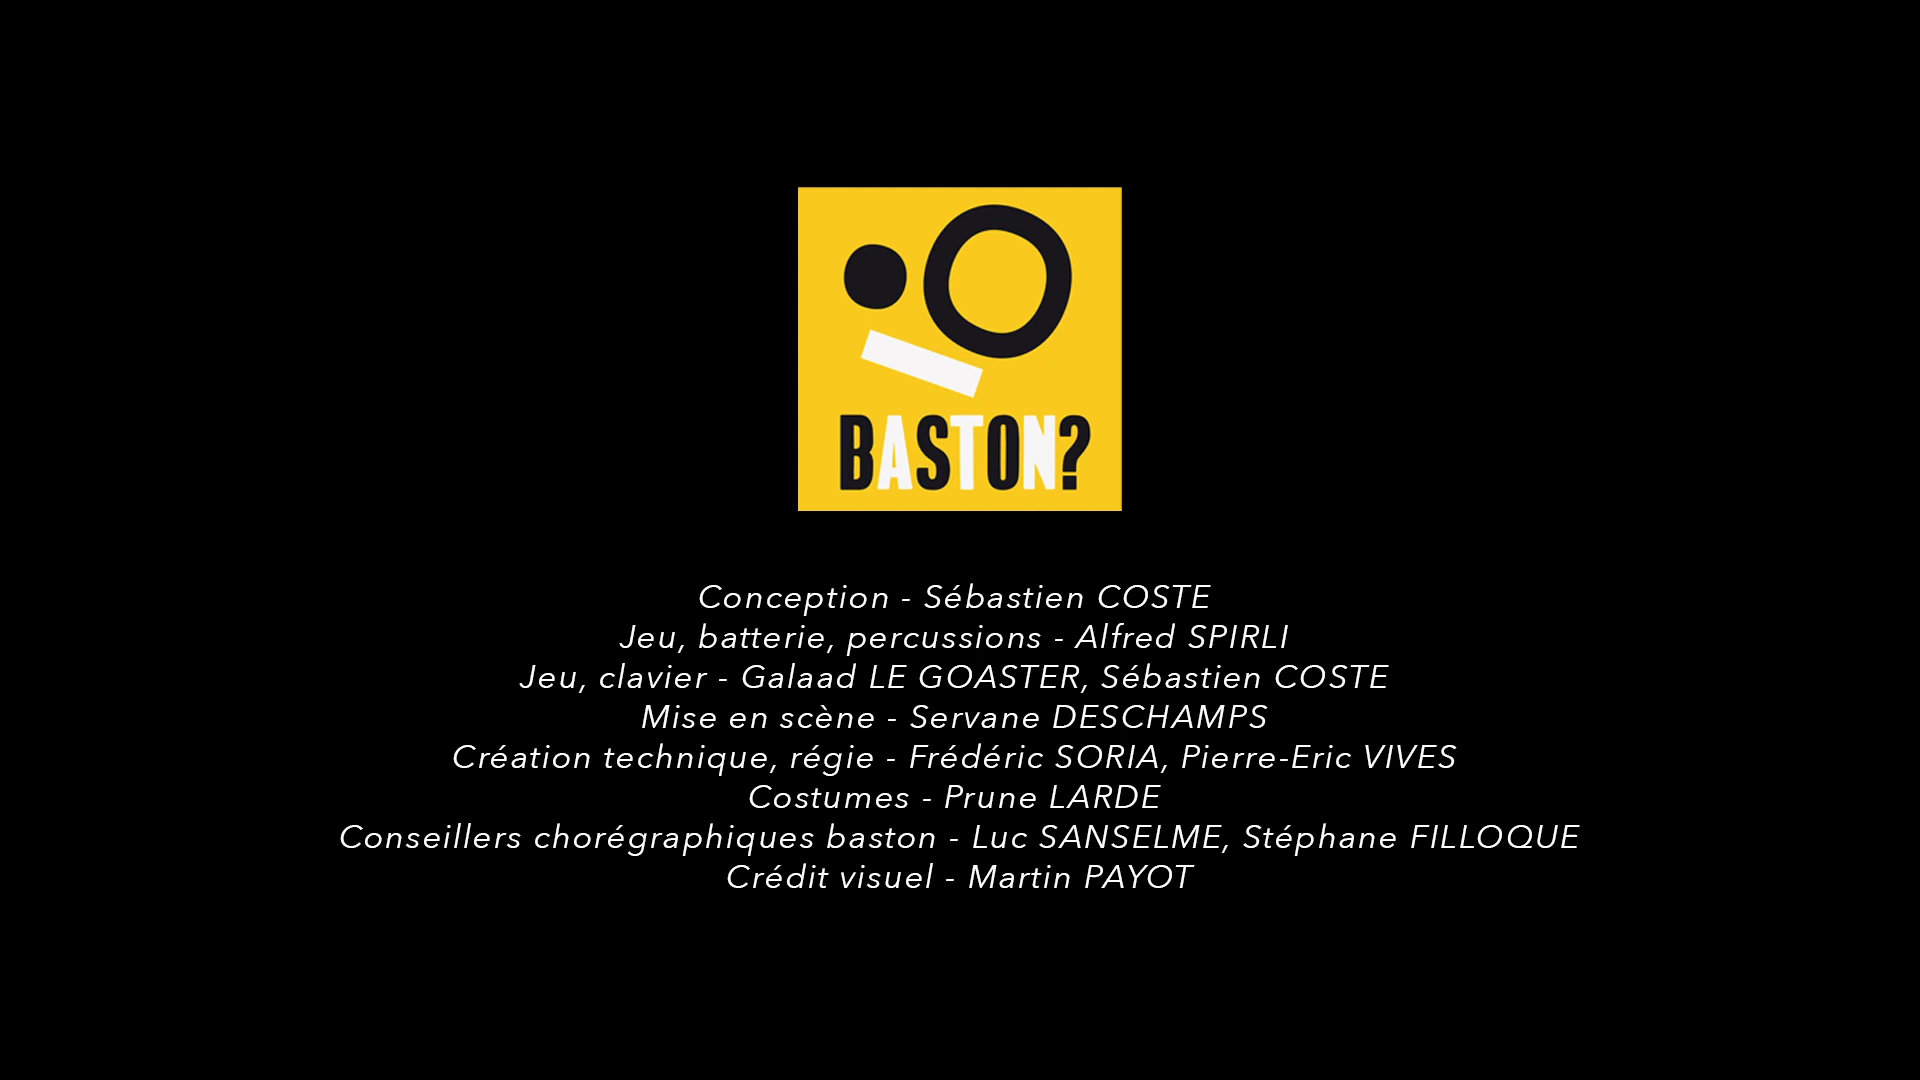 BASTON?
Conception - Sébastien COSTE
Jeu, batterie, percussions - Alfred SPIRLI
Jeu, clavier - Galaad LE GOASTER, Sébastien COSTE
Mise en scène - Servane DESCHAMPS
Création technique, régie - Frédéric SORIA, Pierre-Eric VIVES
Costumes - Prune LARDE
Conseillers chorégraphiques baston - Luc SANSELME, Stéphane FILLOQUE
Crédit visuel - Martin PAYOT